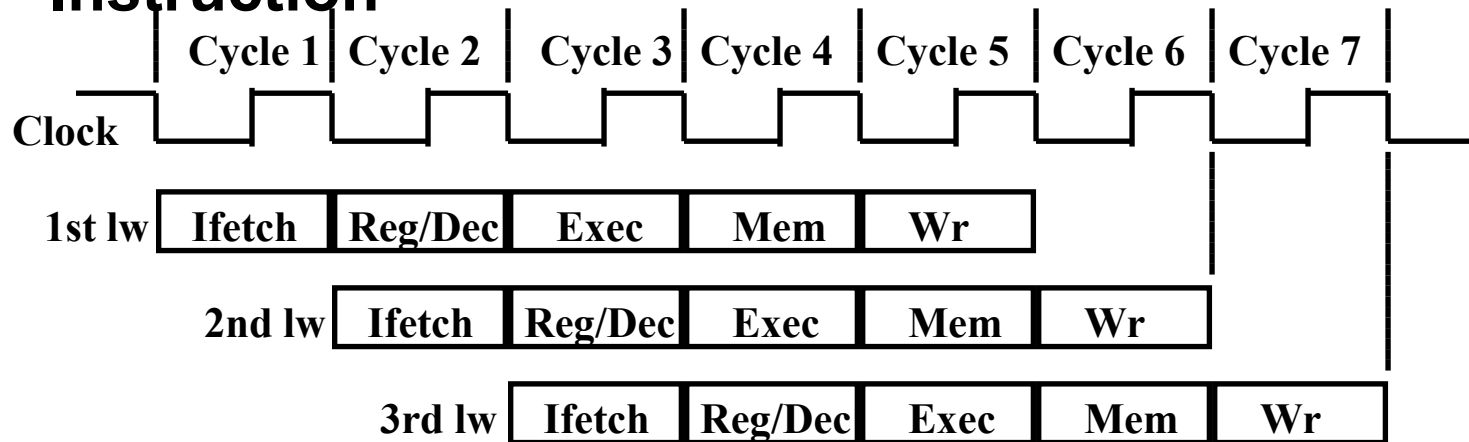 Instruction
Cycle 1 Cycle 2 Cycle 3 Cycle 4 Cycle 5 Cycle 6 Cycle 7
Clock
1st lw Ifetch Reg/Dec Exec Mem Wr
2nd lw Ifetch Reg/Dec Exec Mem Wr
3rd lw Ifetch Reg/Dec Exec Mem Wr